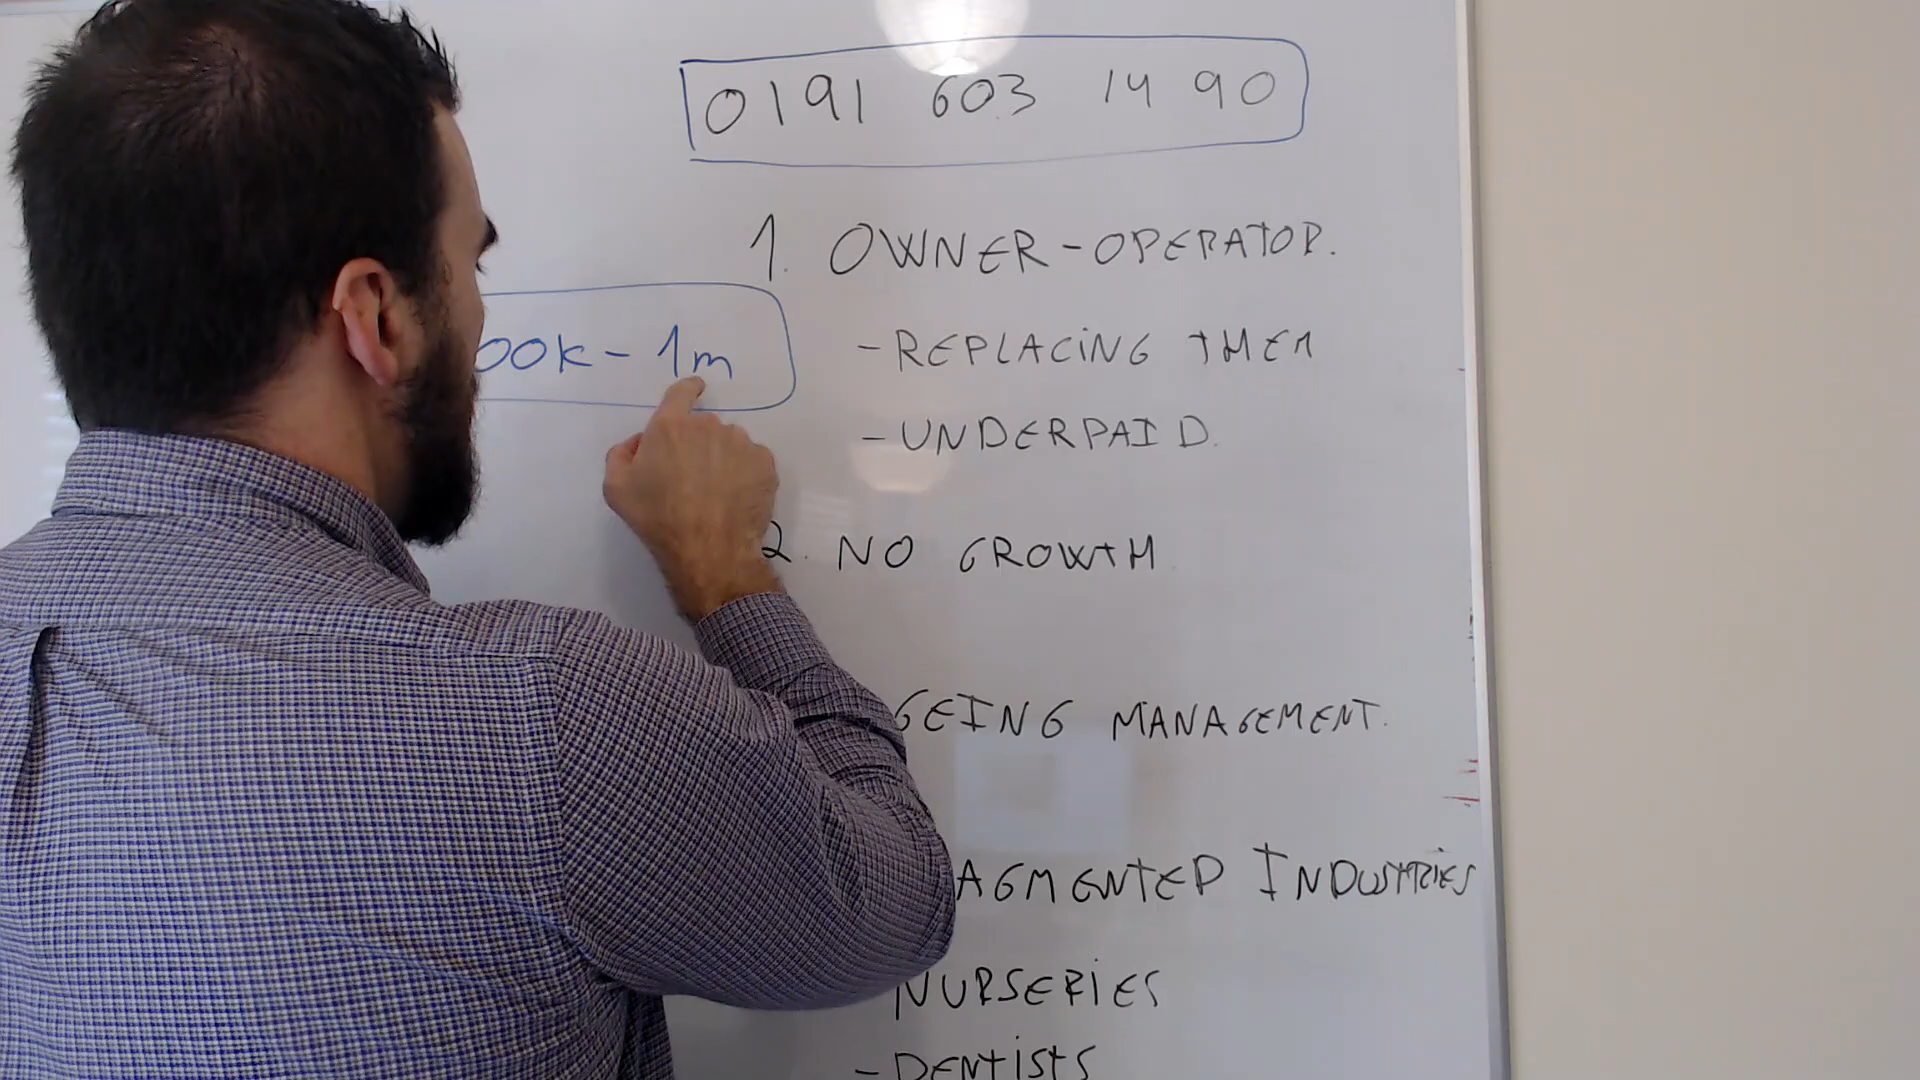 0191 603 14 90
1. OWNER-OPERATOR.
00k - 1m
- REPLACING THEM
- UNDERPAID.
2. NO GROWTH
GEING MANAGEMENT.
AGMENTED INDUSTRIES
NURSERIES
- DENTISTS